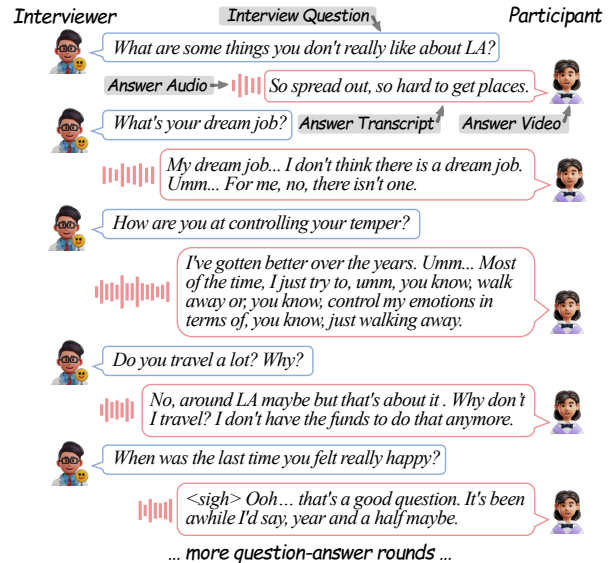 Interviewer
Interview Question
Participant
What are some things you don't really like about LA?
Answer Audio
So spread out, so hard to get places.
What's your dream job?
Answer Transcript
Answer Video
My dream job... I don't think there is a dream job.
Umm... For me, no, there isn't one.
How are you at controlling your temper?
I've gotten better over the years. Umm... Most
of the time, I just try to, umm, you know, walk
away or, you know, control my emotions in
terms of, you know, just walking away.
Do you travel a lot? Why?
No, around LA maybe but that's about it . Why don't
I travel? I don't have the funds to do that anymore.
When was the last time you felt really happy?
<sigh> Ooh... that's a good question. It's been
awhile I'd say, year and a half maybe.
... more question-answer rounds ...